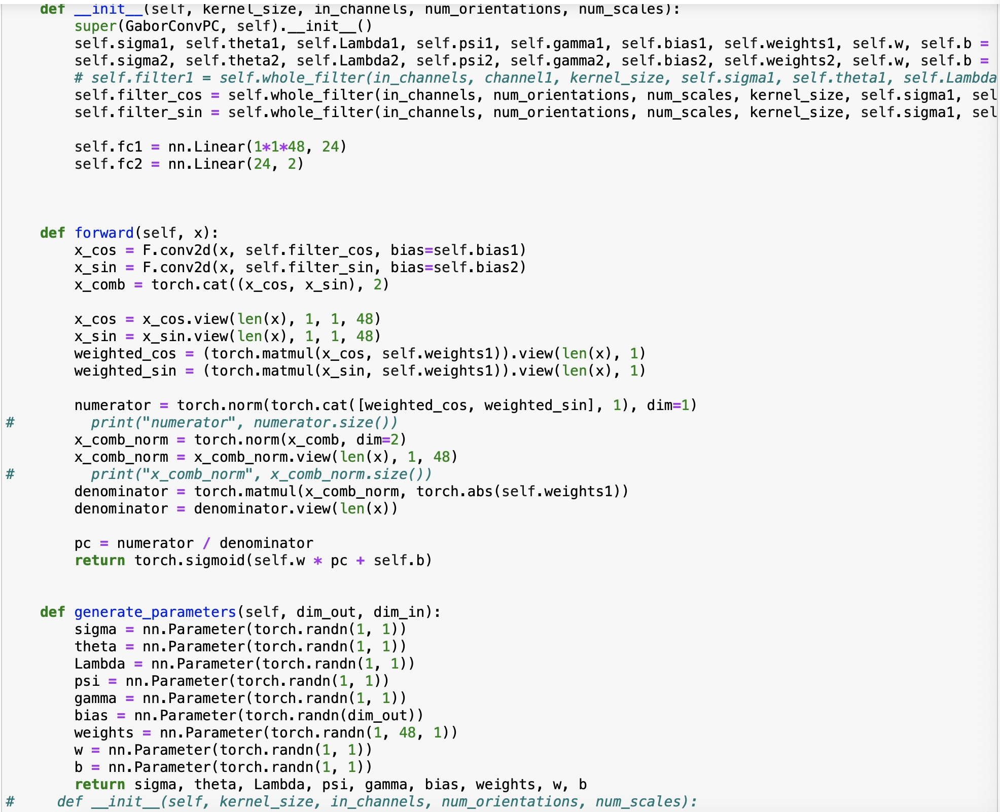 def __init__(self, kernel_size, in_channels, num_orientations, num_scales):
super(GaborConvPC, self).__init__()
self.sigma1, self.theta1, self.Lambda1, self.psi1, self.gamma1, self.bias1, self.weights1, self.w, self.b =
self.sigma2, self.theta2, self.Lambda2, self.psi2, self.gamma2, self.bias2, self.weights2, self.w, self.b =
# self.filter1 = self.whole_filter(in_channels, channel1, kernel_size, self.sigma1, self.theta1, self.Lambda
self.filter_cos = self.whole_filter(in_channels, num_orientations, num_scales, kernel_size, self.sigma1, sel
self.filter_sin = self.whole_filter(in_channels, num_orientations, num_scales, kernel_size, self.sigma1, sel
self.fc1 = nn.Linear(1*1*48, 24)
self.fc2 = nn.Linear(24, 2)
def forward(self, x):
x_cos = F.conv2d(x, self.filter_cos, bias=self.bias1)
x_sin = F.conv2d(x, self.filter_sin, bias=self.bias2)
x_comb = torch.cat((x_cos, x_sin), 2)
x_cos = x_cos.view(len(x), 1, 1, 48)
x_sin = x_sin.view(len(x), 1, 1, 48)
weighted_cos = (torch.matmul(x_cos, self.weights1)).view(len(x), 1)
weighted_sin = (torch.matmul(x_sin, self.weights1)).view(len(x), 1)
numerator = torch.norm(torch.cat([weighted_cos, weighted_sin], 1), dim=1)
# print("numerator", numerator.size())
x_comb_norm = torch.norm(x_comb, dim=2)
x_comb_norm = x_comb_norm.view(len(x), 1, 48)
# print("x_comb_norm", x_comb_norm.size())
denominator = torch.matmul(x_comb_norm, torch.abs(self.weights1))
denominator = denominator.view(len(x))
pc = numerator / denominator
return torch.sigmoid(self.w * pc + self.b)
def generate_parameters(self, dim_out, dim_in):
sigma = nn.Parameter(torch.randn(1, 1))
theta = nn.Parameter(torch.randn(1, 1))
Lambda = nn.Parameter(torch.randn(1, 1))
psi = nn.Parameter(torch.randn(1, 1))
gamma = nn.Parameter(torch.randn(1, 1))
bias = nn.Parameter(torch.randn(dim_out))
weights = nn.Parameter(torch.randn(1, 48, 1))
w = nn.Parameter(torch.randn(1, 1))
b = nn.Parameter(torch.randn(1, 1))
return sigma, theta, Lambda, psi, gamma, bias, weights, w, b
# def __init__(self, kernel_size, in_channels, num_orientations, num_scales):